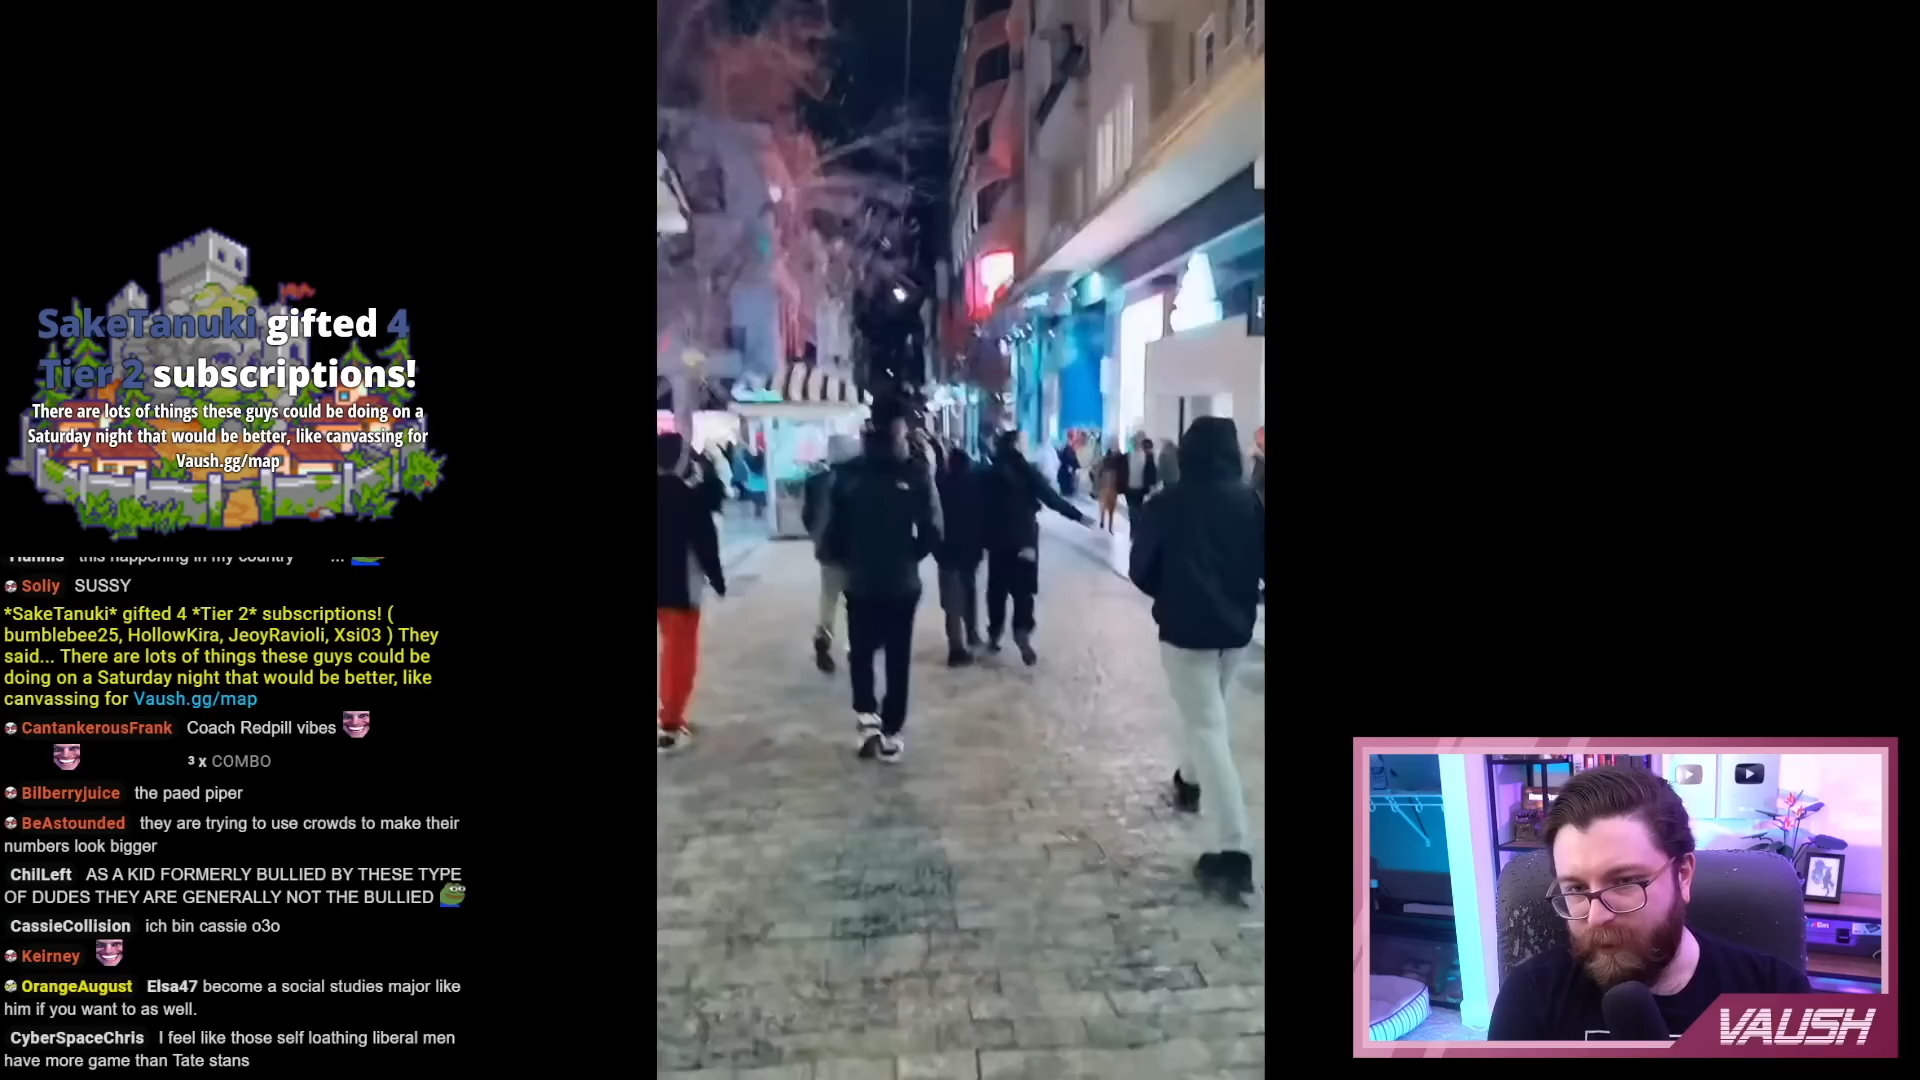 SakeTanuki gifted 4
Tier 2 subscriptions!
There are lots of things these guys could be doing on a
Saturday night that would be better, like canvassing for
Vaush.gg/map
this happening in my country ...
Solly SUSSY
*SakeTanuki* gifted 4 *Tier 2* subscriptions! (
bumblebee25, HollowKira, JeoyRavioli, Xsi03 ) They
said... There are lots of things these guys could be
doing on a Saturday night that would be better, like
canvassing for Vaush.gg/map
CantankerousFrank Coach Redpill vibes
3 x COMBO
Bilberryjuice the paed piper
BeAstounded they are trying to use crowds to make their
numbers look bigger
ChilLeft AS A KID FORMERLY BULLIED BY THESE TYPE
OF DUDES THEY ARE GENERALLY NOT THE BULLIED
CassieCollision ich bin cassie o3o
Keirney
OrangeAugust Elsa47 become a social studies major like
him if you want to as well.
CyberSpaceChris I feel like those self loathing liberal men
have more game than Tate stans
VAUSH